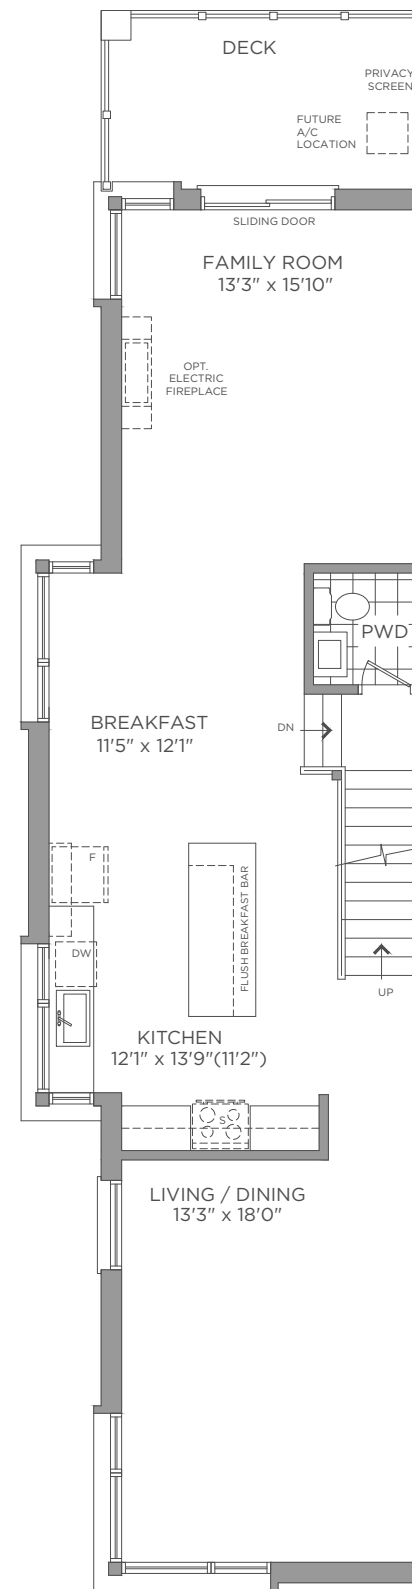 DECK
PRIVACY
SCREEN
FUTURE
A/C
LOCATION
SLIDING DOOR
FAMILY ROOM
13'3" x 15'10"
OPT.
ELECTRIC
FIREPLACE
PWD
BREAKFAST
11'5" x 12'1"
DN
F
FLUSH BREAKFAST BAR
DW
UP
KITCHEN
12'1" x 13'9"(11'2")
S
LIVING / DINING
13'3" x 18'0"